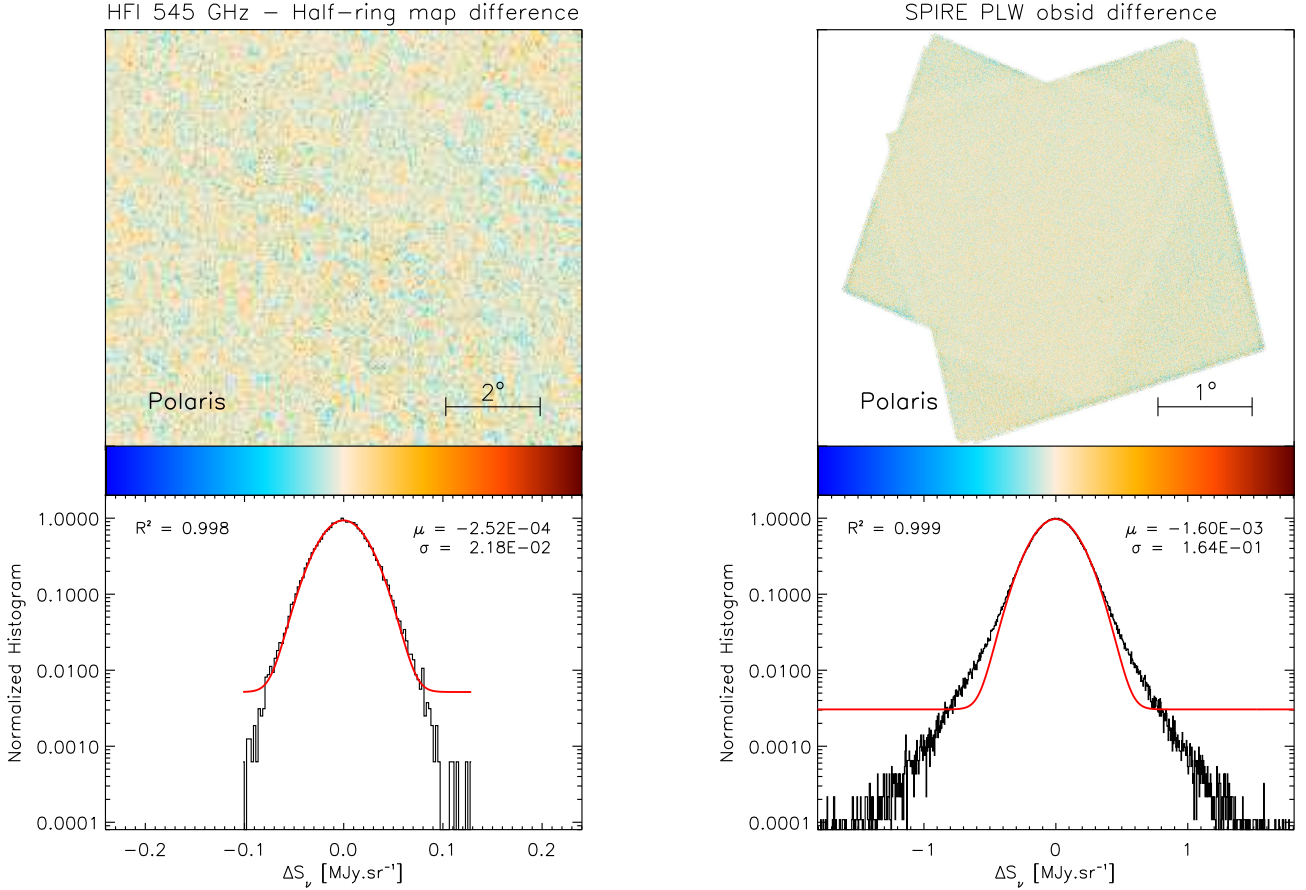 HFI 545 GHz − Half−ring map difference
Polaris
2°
R² = 0.998
μ = −2.52E−04
σ = 2.18E−02
1.0000
0.1000
0.0100
0.0010
0.0001
Normalized Histogram
−0.2
−0.1
0.0
0.1
0.2
ΔSν [MJy.sr⁻¹]
SPIRE PLW obsid difference
Polaris
1°
R² = 0.999
μ = −1.60E−03
σ = 1.64E−01
1.0000
0.1000
0.0100
0.0010
0.0001
Normalized Histogram
−1
0
1
ΔSν [MJy.sr⁻¹]